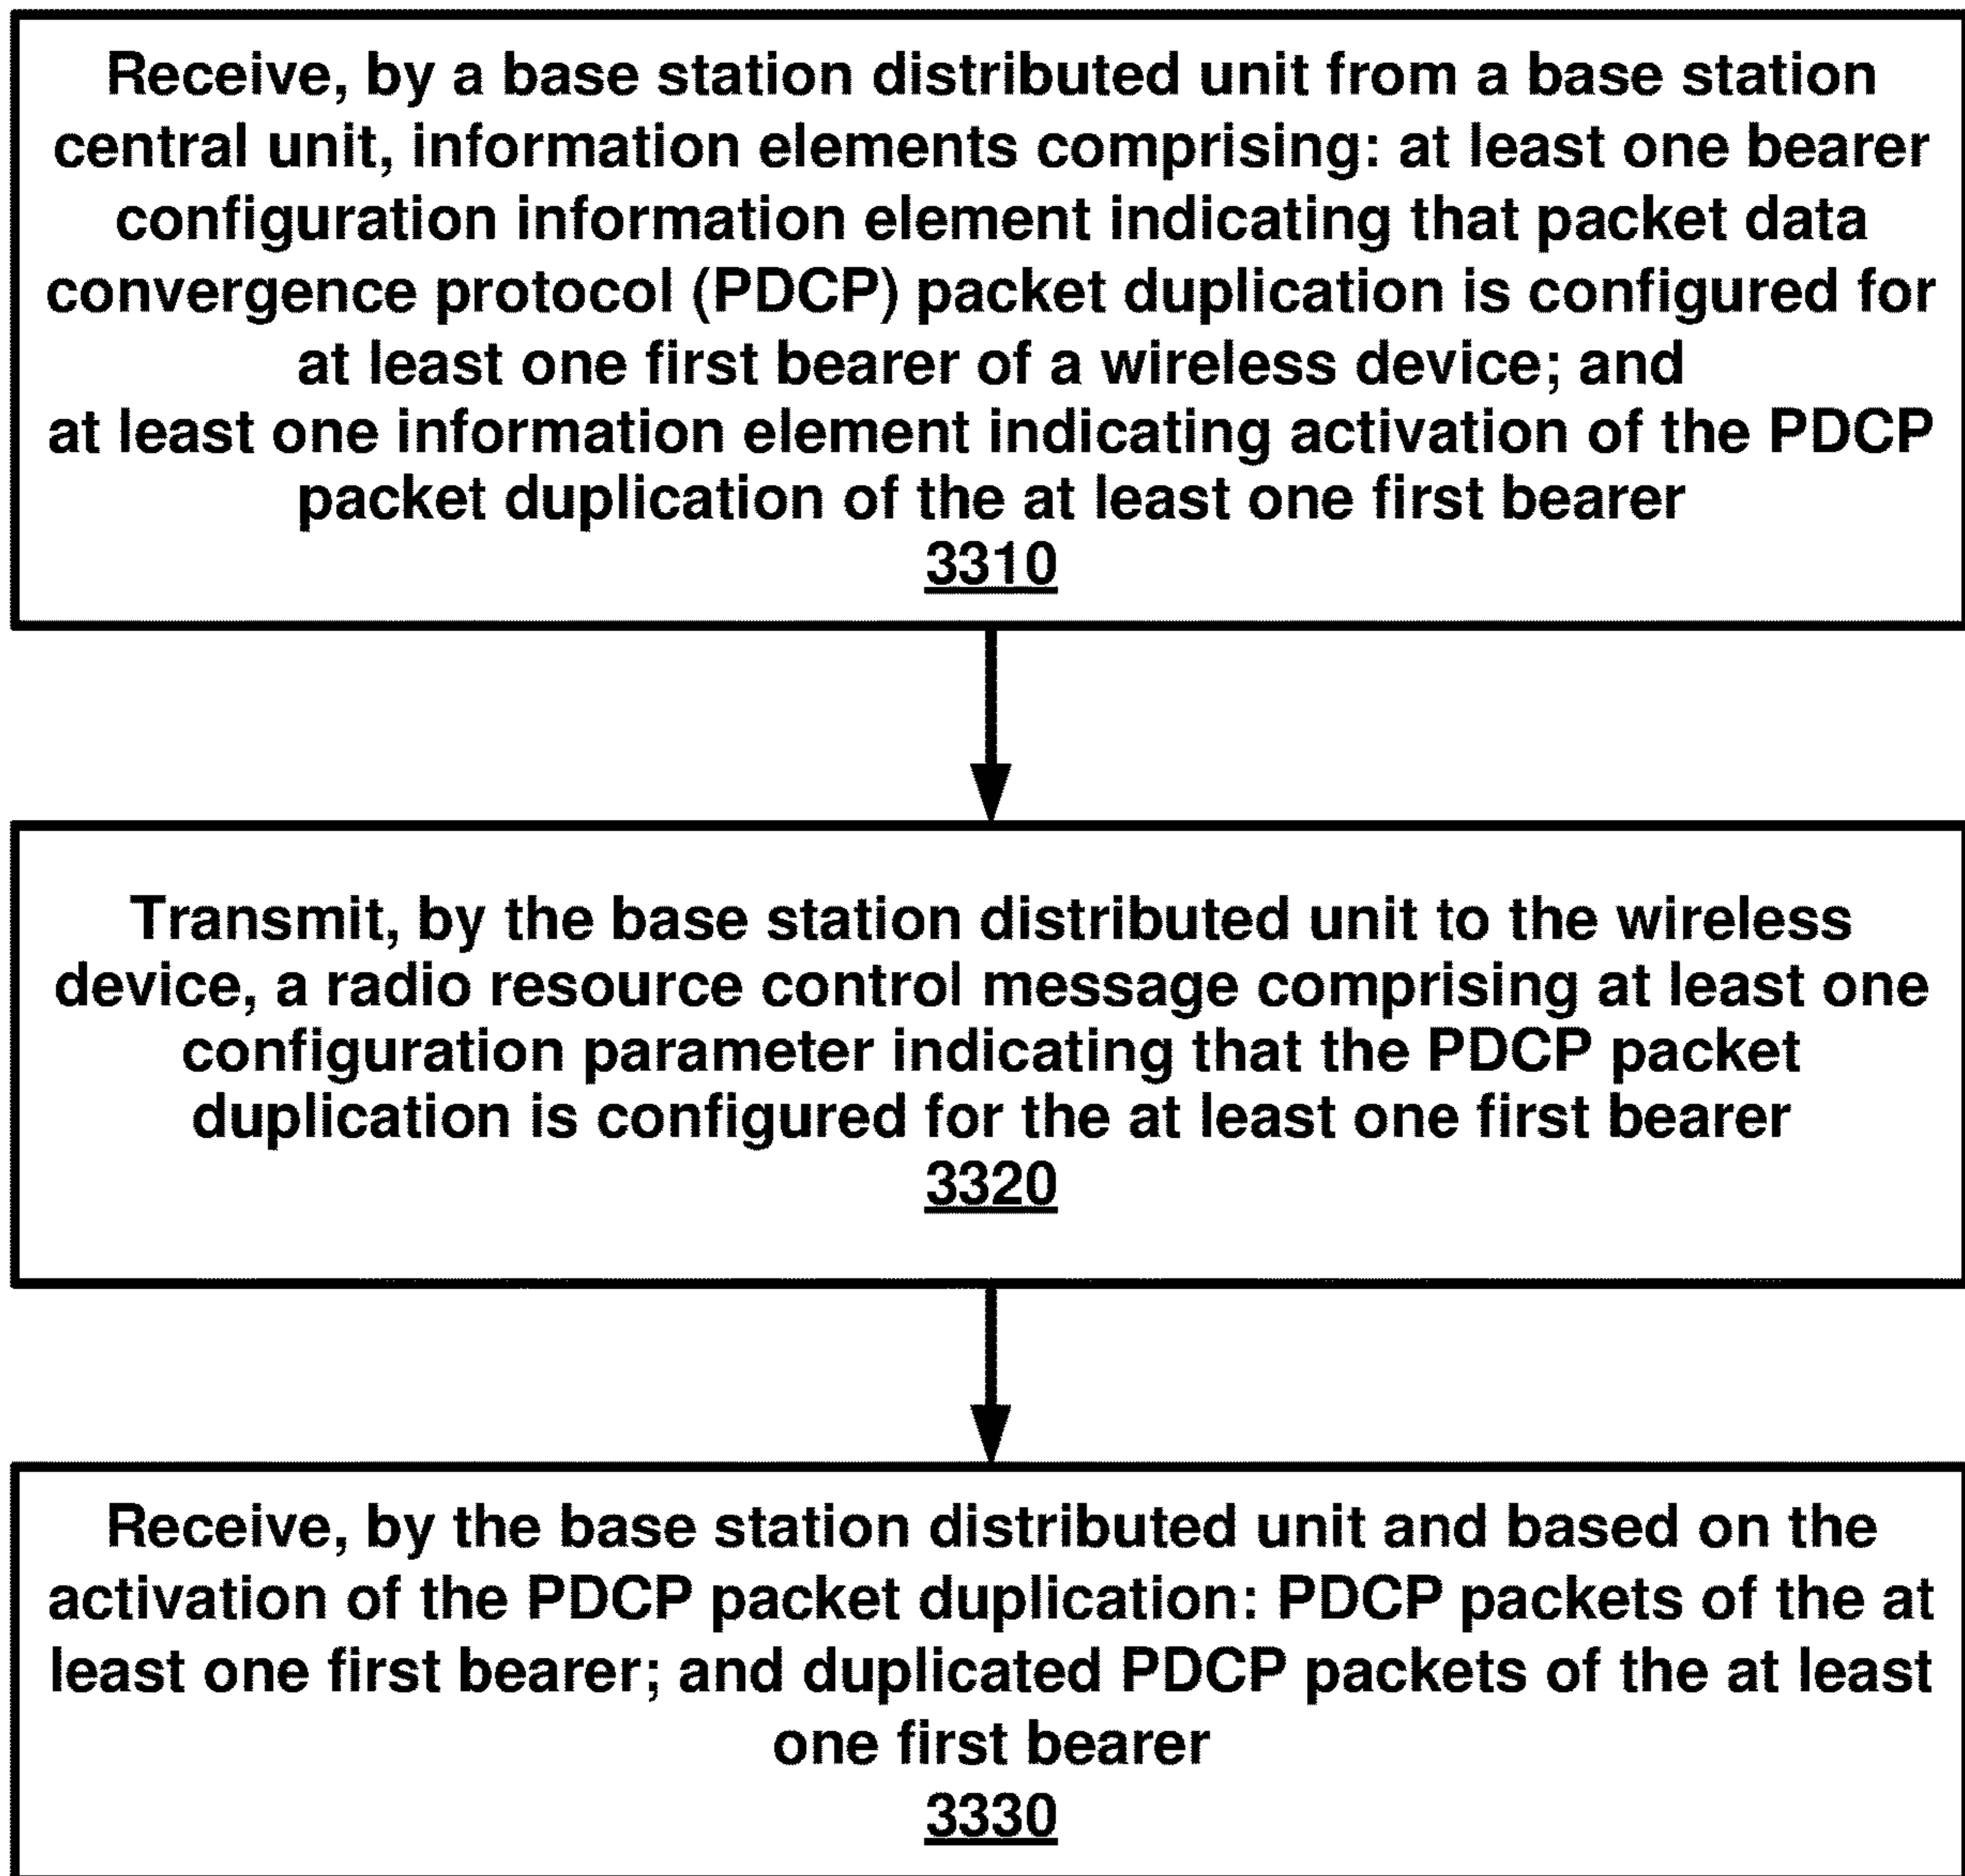 Receive, by a base station distributed unit from a base station
central unit, information elements comprising: at least one bearer
configuration information element indicating that packet data
convergence protocol (PDCP) packet duplication is configured for
at least one first bearer of a wireless device; and
at least one information element indicating activation of the PDCP
packet duplication of the at least one first bearer
3310
Transmit, by the base station distributed unit to the wireless
device, a radio resource control message comprising at least one
configuration parameter indicating that the PDCP packet
duplication is configured for the at least one first bearer
3320
Receive, by the base station distributed unit and based on the
activation of the PDCP packet duplication: PDCP packets of the at
least one first bearer; and duplicated PDCP packets of the at least
one first bearer
3330